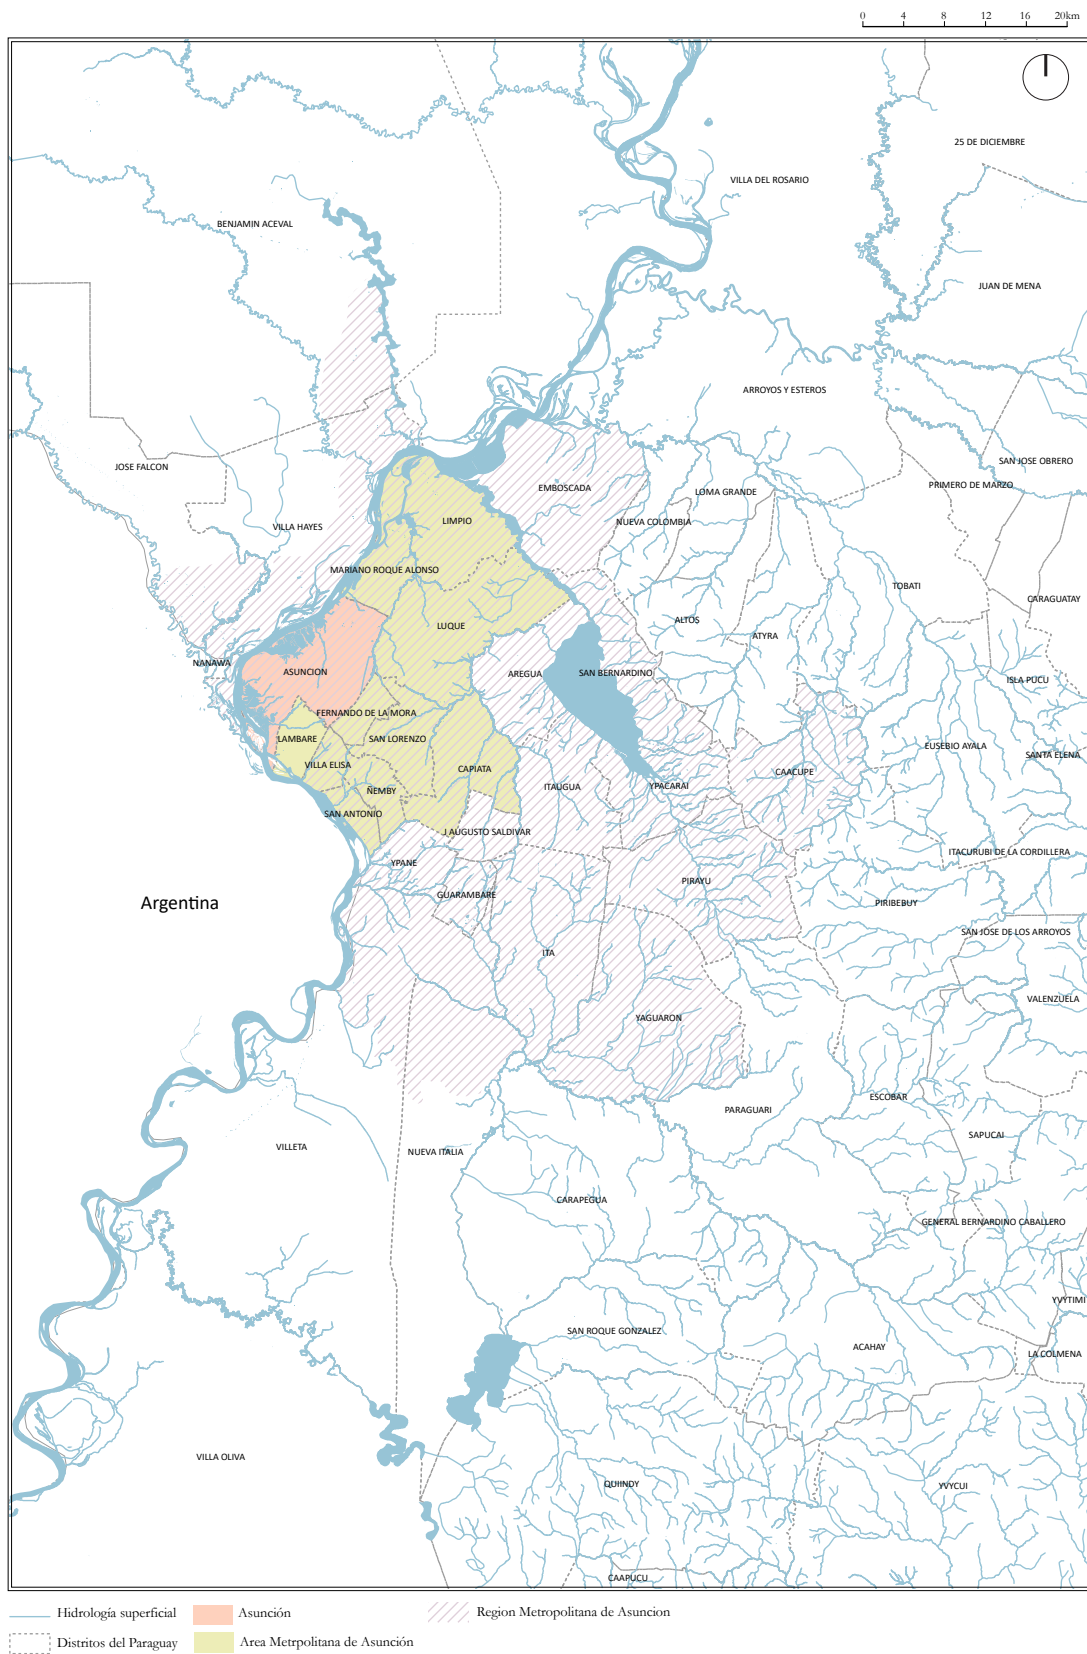 0 4 8 12 16 20km
25 DE DICIEMBRE
VILLA DEL ROSARIO
BENJAMIN ACEVAL
JUAN DE MENA
ARROYOS Y ESTEROS
SAN JOSE OBRERO
JOSE FALCON
PRIMERO DE MARZO
EMBOSCADA
LOMA GRANDE
LIMPIO
NUEVA COLOMBIA
VILLA HAYES
MARIANO ROQUE ALONSO
TOBATI
CARAGUATAY
ALTOS
LUQUE
ATYRA
NANAWA
ASUNCION
AREGUA
SAN BERNARDINO
ISLA PUCU
FERNANDO DE LA MORA
LAMBARE
SAN LORENZO
EUSEBIO AYALA
SANTA ELENA
VILLA ELISA
CAPIATA
CAACUPE
ITAUGUA
YPACARAI
ÑEMBY
SAN ANTONIO
J AUGUSTO SALDIVAR
ITACURUBI DE LA CORDILLERA
YPANE
PIRAYU
GUARAMBARE
Argentina
PIRIBEBUY
SAN JOSE DE LOS ARROYOS
ITA
VALENZUELA
YAGUARON
ESCOBAR
PARAGUARI
SAPUCAI
VILLETA
NUEVA ITALIA
CARAPEGUA
GENERAL BERNARDINO CABALLERO
YVYTIMI
SAN ROQUE GONZALEZ
ACAHAY
LA COLMENA
VILLA OLIVA
QUIINDY
YVYCUI
CAAPUCU
Hidrología superficial
Asunción
Region Metropolitana de Asuncion
Distritos del Paraguay
Area Metrpolitana de Asunción